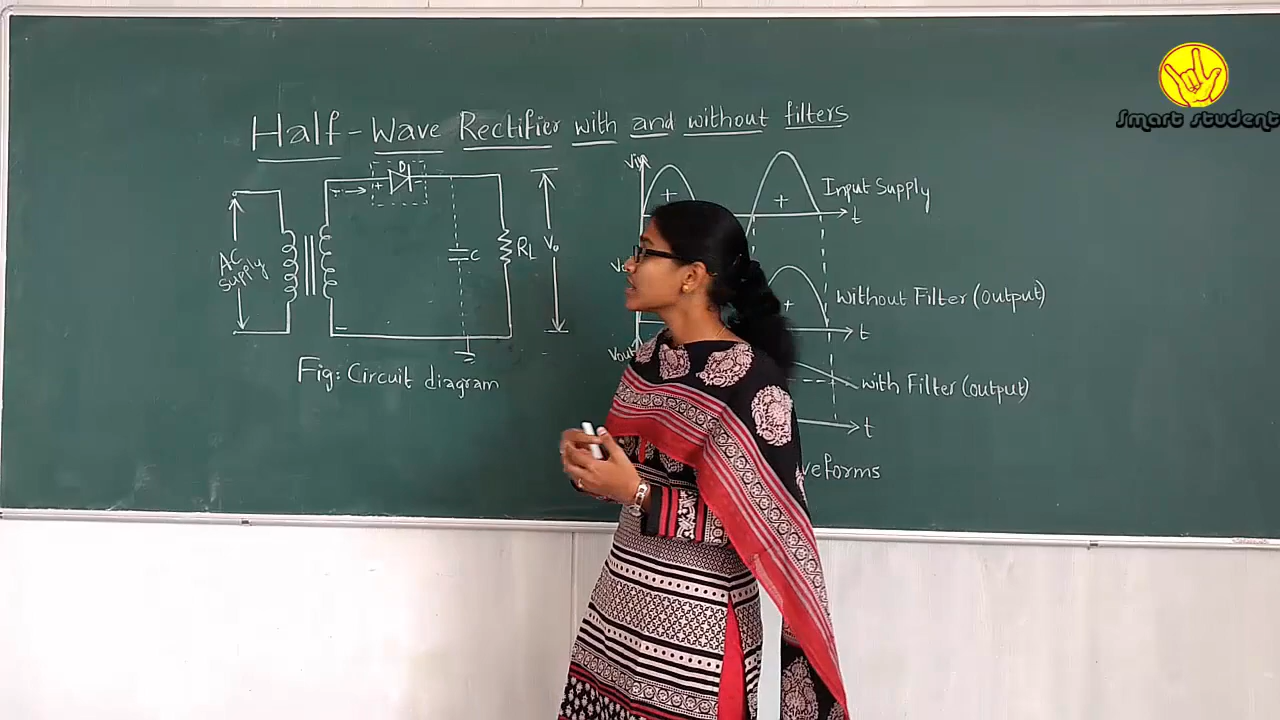 Smart student
Half-Wave Rectifier with and without filters
D
+ -
AC
Supply
C
RL
Vo
Fig: Circuit diagram
Vin
+
+
Input Supply
t
+
without Filter (output)
t
Vout
with Filter (output)
t
veforms